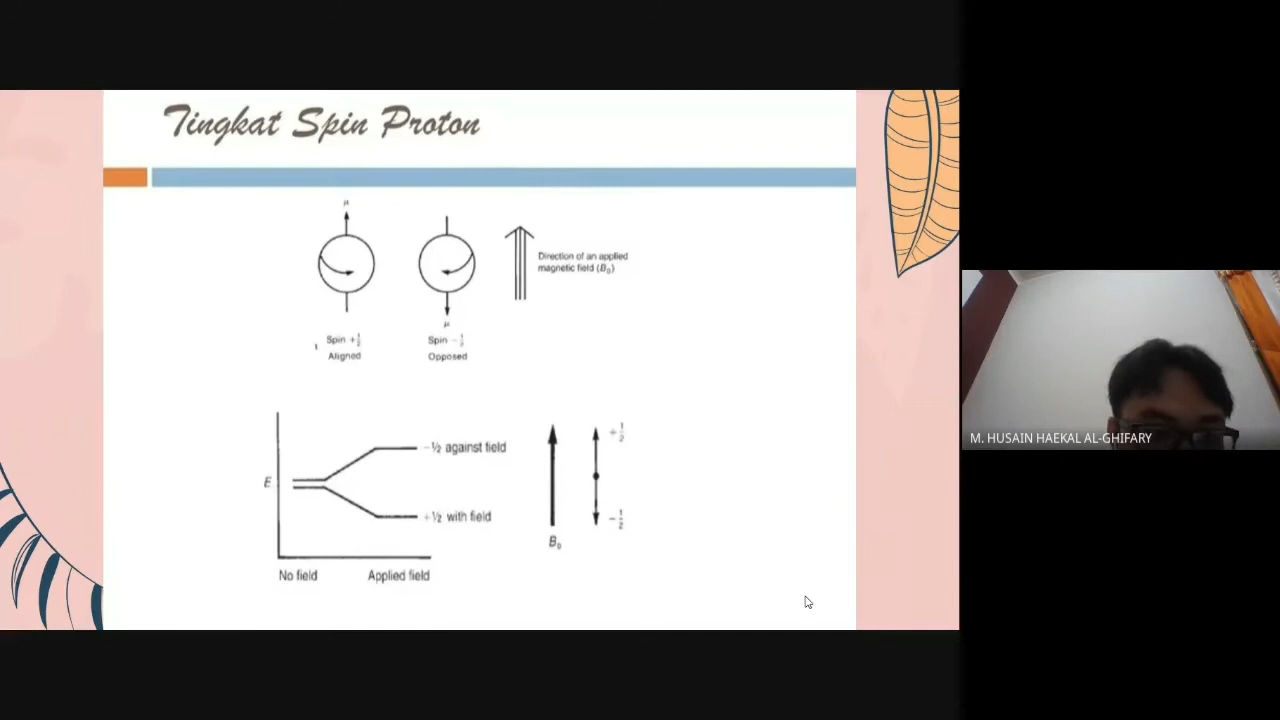 Tingkat Spin Proton
μ
Direction of an applied
magnetic field (B₀)
μ
Spin +½
Aligned
Spin -½
Opposed
E
-½ against field
+½ with field
No field
Applied field
B₀
+½
-½
M. HUSAIN HAEKAL AL-GHIFARY